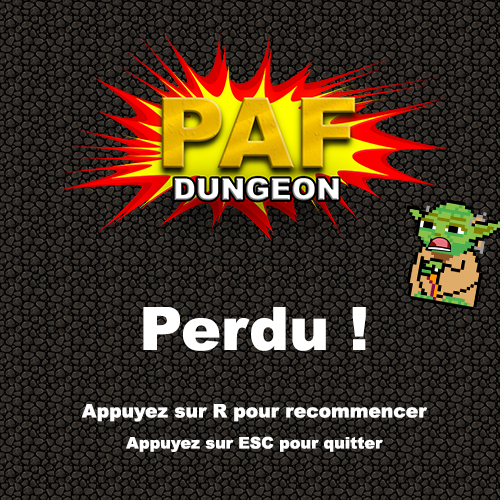 PAF
DUNGEON
Perdu !
Appuyez sur R pour recommencer
Appuyez sur ESC pour quitter